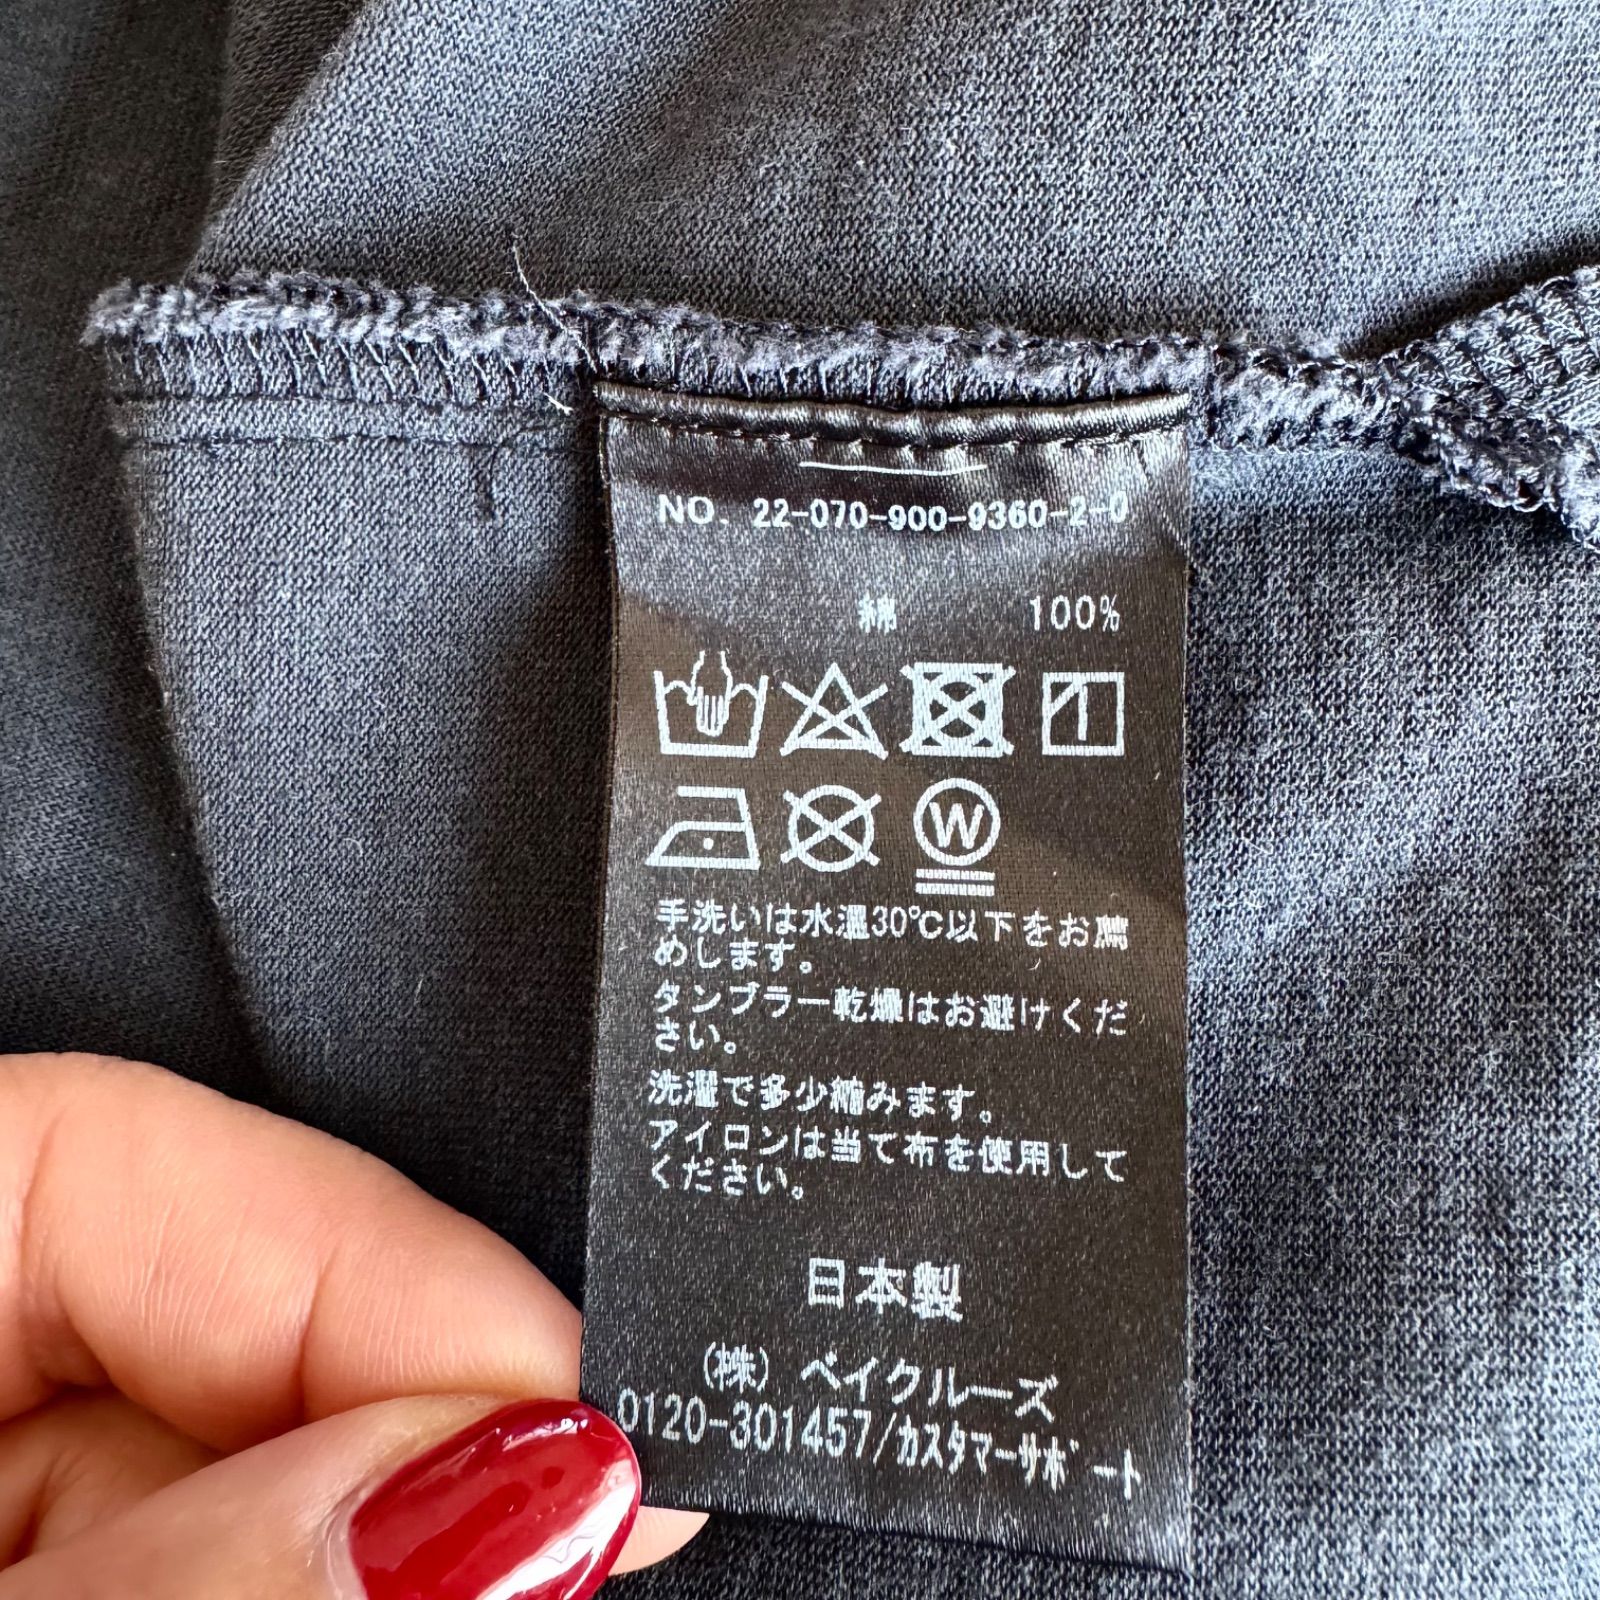 NO. 22-070-900-9360-2-0
綿 100%
W
手洗いは水温30℃以下をお薦
めします。
タンブラー乾燥はお避けくだ
さい。
洗濯で多少縮みます。
アイロンは当て布を使用して
ください。
日本製
(株) ベイクルーズ
0120-301457/カスタマーサポート